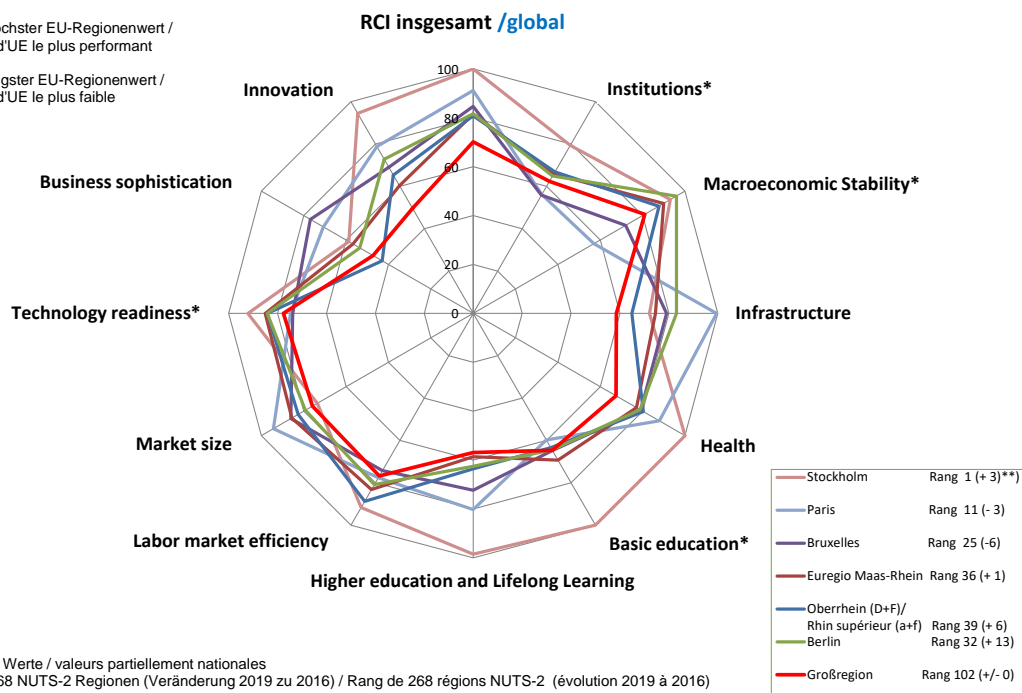 RCI insgesamt /global
chster EU-Regionenwert /
d'UE le plus performant
gster EU-Regionenwert /
d'UE le plus faible
100
80
60
40
20
0
Innovation
Institutions*
Business sophistication
Macroeconomic Stability*
Technology readiness*
Infrastructure
Market size
Health
Labor market efficiency
Basic education*
Higher education and Lifelong Learning
Stockholm Rang 1 (+ 3)**)
Paris Rang 11 (- 3)
Bruxelles Rang 25 (-6)
Euregio Maas-Rhein Rang 36 (+ 1)
Oberrhein (D+F)/
Rhin supérieur (a+f) Rang 39 (+ 6)
Berlin Rang 32 (+ 13)
Großregion Rang 102 (+/- 0)
Werte / valeurs partiellement nationales
68 NUTS-2 Regionen (Veränderung 2019 zu 2016) / Rang de 268 régions NUTS-2 (évolution 2019 à 2016)